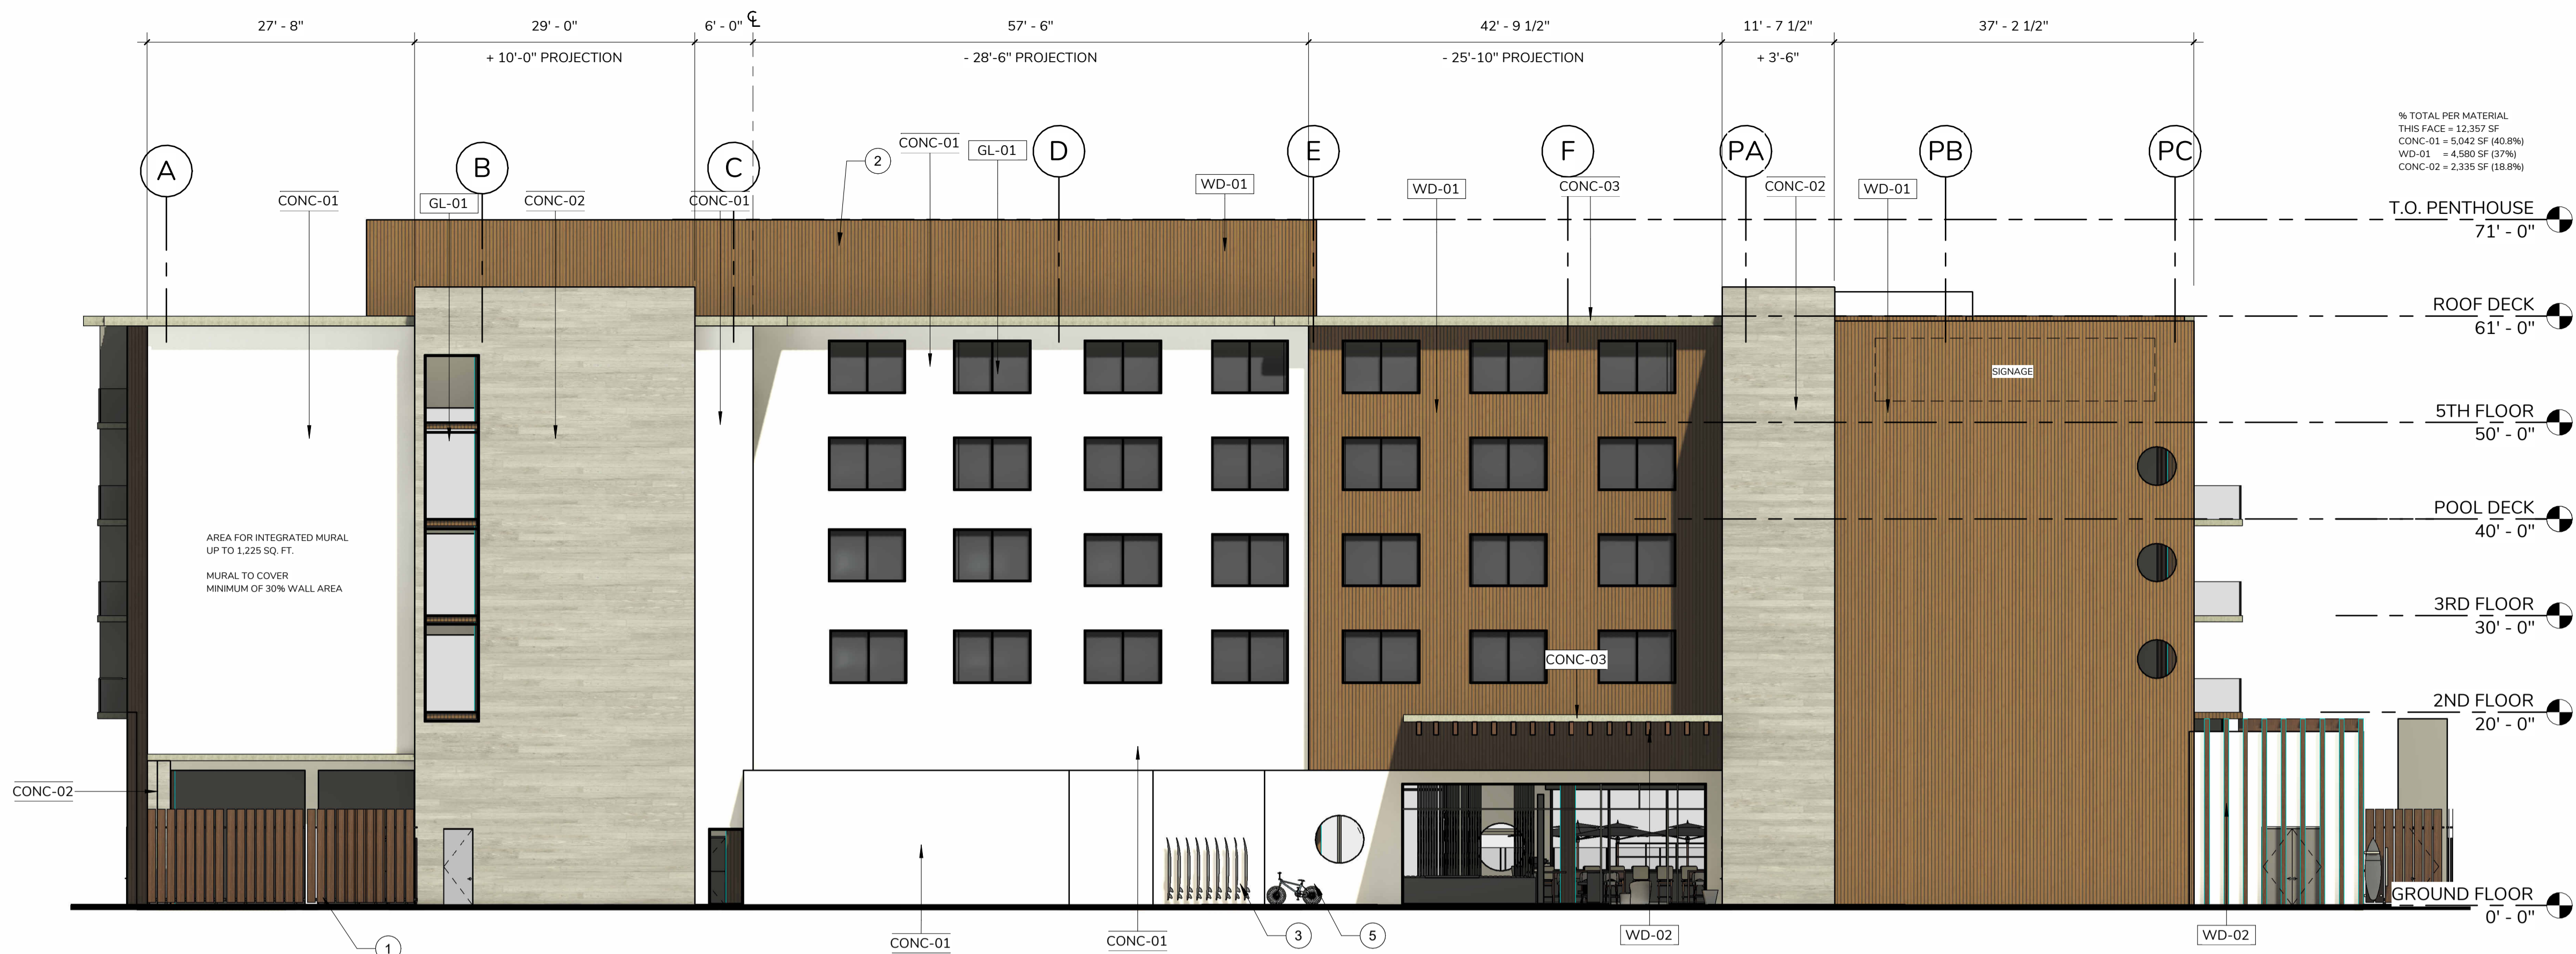 27' - 8"
29' - 0"
6' - 0"
℄
57' - 6"
42' - 9 1/2"
11' - 7 1/2"
37' - 2 1/2"
+ 10'-0" PROJECTION
- 28'-6" PROJECTION
- 25'-10" PROJECTION
+ 3'-6"
% TOTAL PER MATERIAL
THIS FACE = 12,357 SF
CONC-01 = 5,042 SF (40.8%)
WD-01 = 4,580 SF (37%)
CONC-02 = 2,335 SF (18.8%)
A
B
C
D
E
F
PA
PB
PC
2
CONC-01
GL-01
WD-01
WD-01
CONC-03
CONC-02
WD-01
CONC-01
GL-01
CONC-02
CONC-01
T.O. PENTHOUSE
71' - 0"
ROOF DECK
61' - 0"
SIGNAGE
5TH FLOOR
50' - 0"
POOL DECK
40' - 0"
AREA FOR INTEGRATED MURAL
UP TO 1,225 SQ. FT.
MURAL TO COVER
MINIMUM OF 30% WALL AREA
3RD FLOOR
30' - 0"
CONC-03
2ND FLOOR
20' - 0"
CONC-02
GROUND FLOOR
0' - 0"
1
CONC-01
CONC-01
3
5
WD-02
WD-02